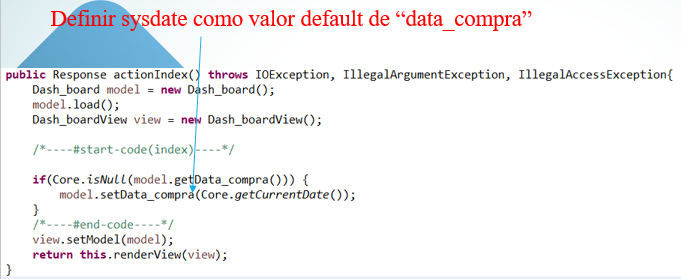 Definir sysdate como valor default de “data_compra”
public Response actionIndex() throws IOException, IllegalArgumentException, IllegalAccessException{
Dash_board model = new Dash_board();
model.load();
Dash_boardView view = new Dash_boardView();
/*----#start-code(index)----*/
if(Core.isNull(model.getData_compra())) {
model.setData_compra(Core.getCurrentDate());
}
/*----#end-code----*/
view.setModel(model);
return this.renderView(view);
}